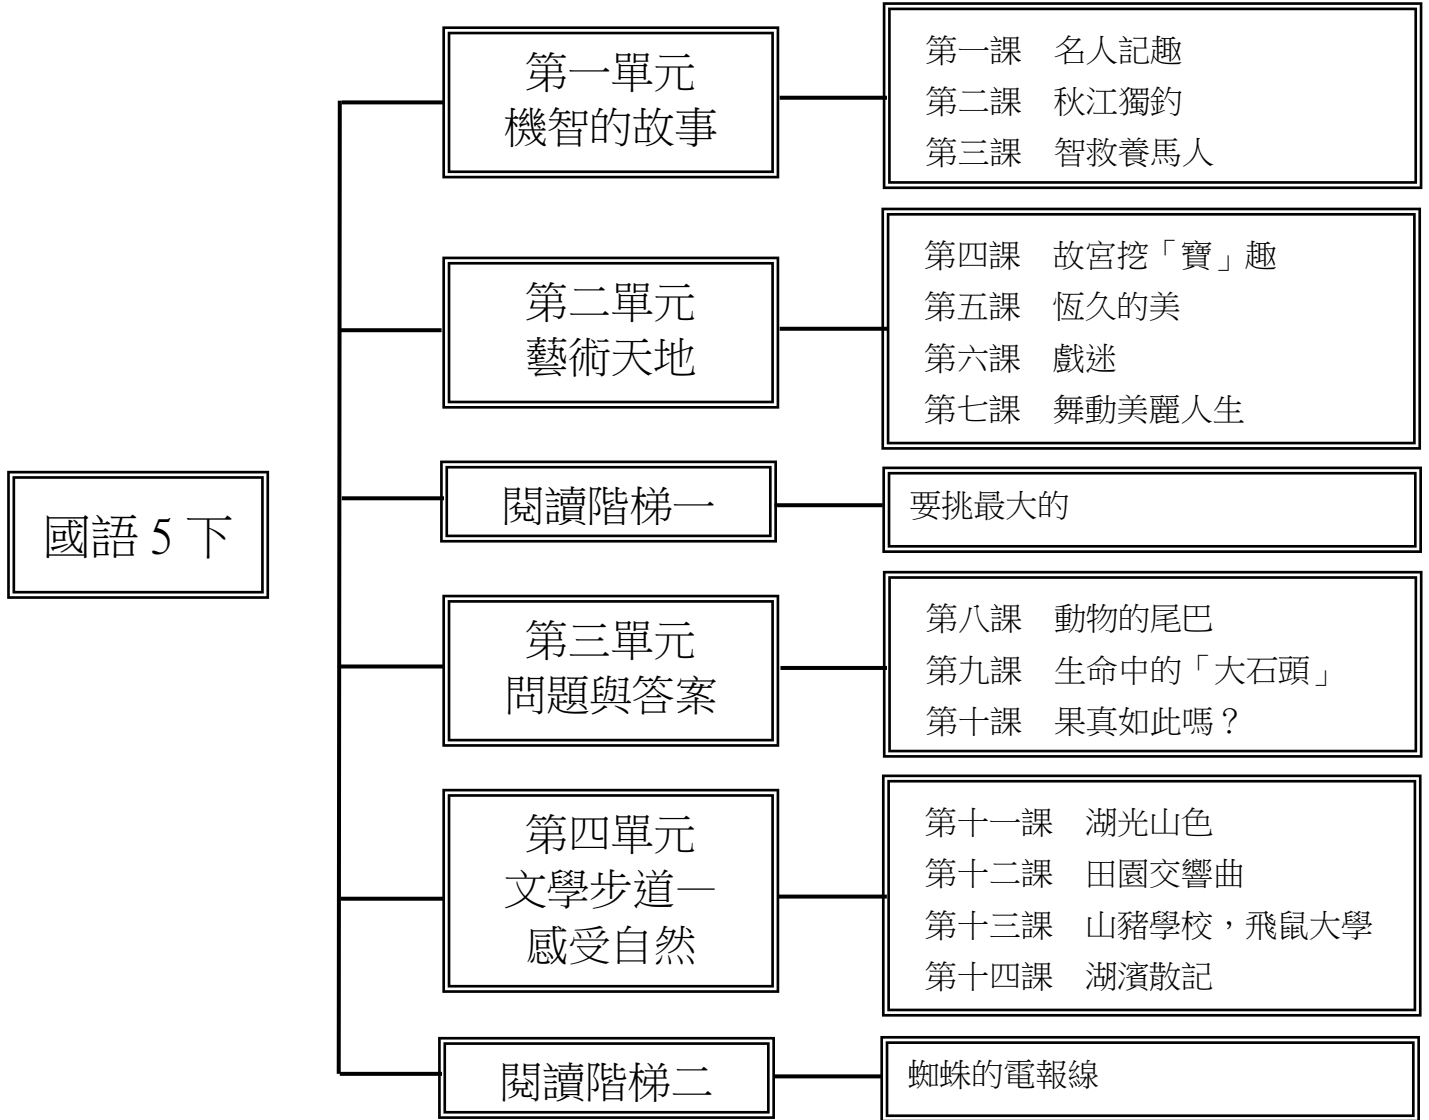 國語 5 下
第一單元
機智的故事
第一課　名人記趣
第二課　秋江獨釣
第三課　智救養馬人
第二單元
藝術天地
第四課　故宮挖「寶」趣
第五課　恆久的美
第六課　戲迷
第七課　舞動美麗人生
閱讀階梯一
要挑最大的
第三單元
問題與答案
第八課　動物的尾巴
第九課　生命中的「大石頭」
第十課　果真如此嗎？
第四單元
文學步道—
感受自然
第十一課　湖光山色
第十二課　田園交響曲
第十三課　山豬學校，飛鼠大學
第十四課　湖濱散記
閱讀階梯二
蜘蛛的電報線